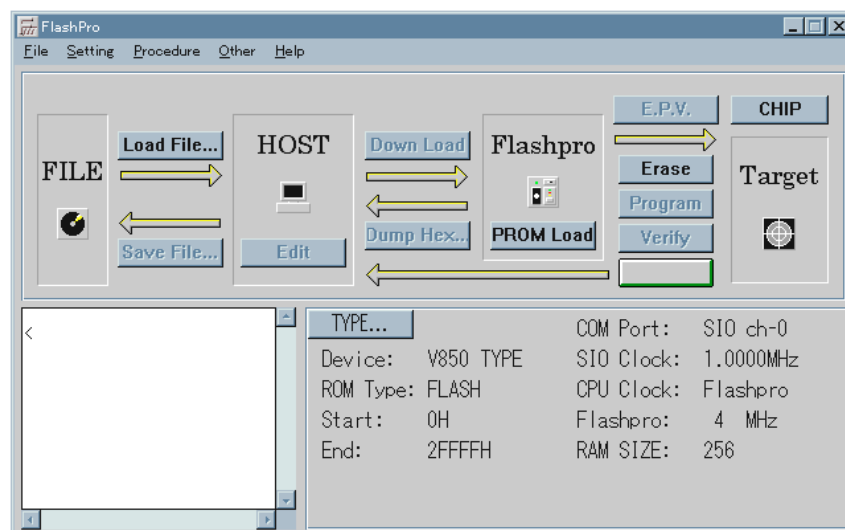 FlashPro
File Setting Procedure Other Help
E.P.V. CHIP
Load File... HOST Down Load Flashpro
FILE Erase Target
Program
Save File... Edit Dump Hex... PROM Load Verify
<
TYPE... COM Port: SIO ch-0
Device: V850 TYPE SIO Clock: 1.0000MHz
ROM Type: FLASH CPU Clock: Flashpro
Start: 0H Flashpro: 4 MHz
End: 2FFFFH RAM SIZE: 256